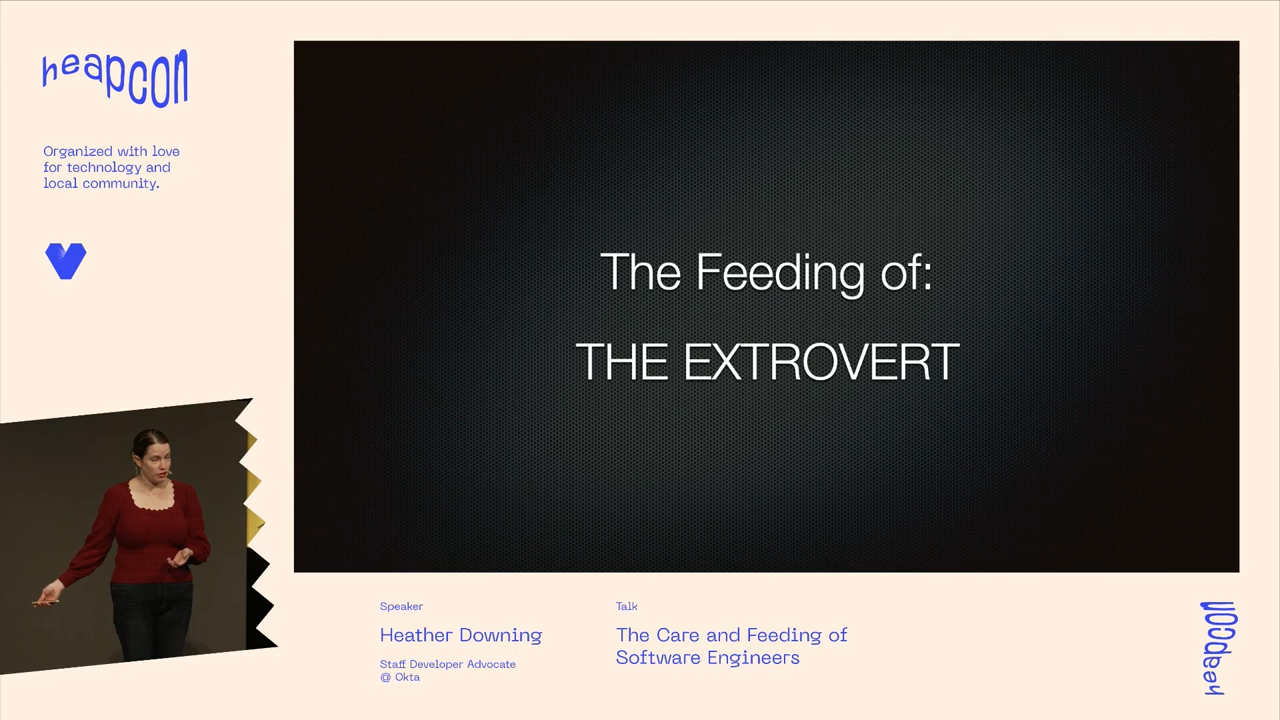 heapcon
Organized with love
for technology and
local community.
The Feeding of:
THE EXTROVERT
Speaker
Heather Downing
Staff Developer Advocate
@ Okta
Talk
The Care and Feeding of
Software Engineers
heapcon